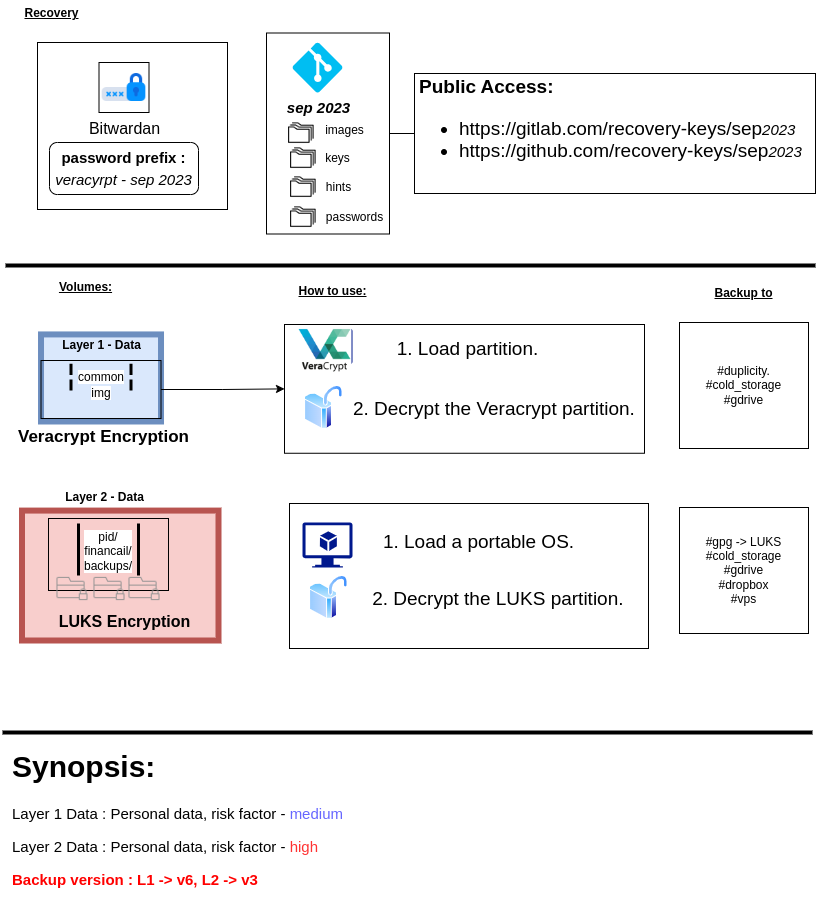 Recovery
Bitwardan
password prefix :
veracyrpt - sep 2023
sep 2023
images
keys
hints
passwords
Public Access:
https://gitlab.com/recovery-keys/sep2023
https://github.com/recovery-keys/sep2023
Volumes:
How to use:
Backup to
Layer 1 - Data
common
img
Veracrypt Encryption
VeraCrypt
1. Load partition.
2. Decrypt the Veracrypt partition.
#duplicity.
#cold_storage
#gdrive
Layer 2 - Data
pid/
financail/
backups/
LUKS Encryption
1. Load a portable OS.
2. Decrypt the LUKS partition.
#gpg -> LUKS
#cold_storage
#gdrive
#dropbox
#vps
Synopsis:
Layer 1 Data : Personal data, risk factor - medium
Layer 2 Data : Personal data, risk factor - high
Backup version : L1 -> v6, L2 -> v3